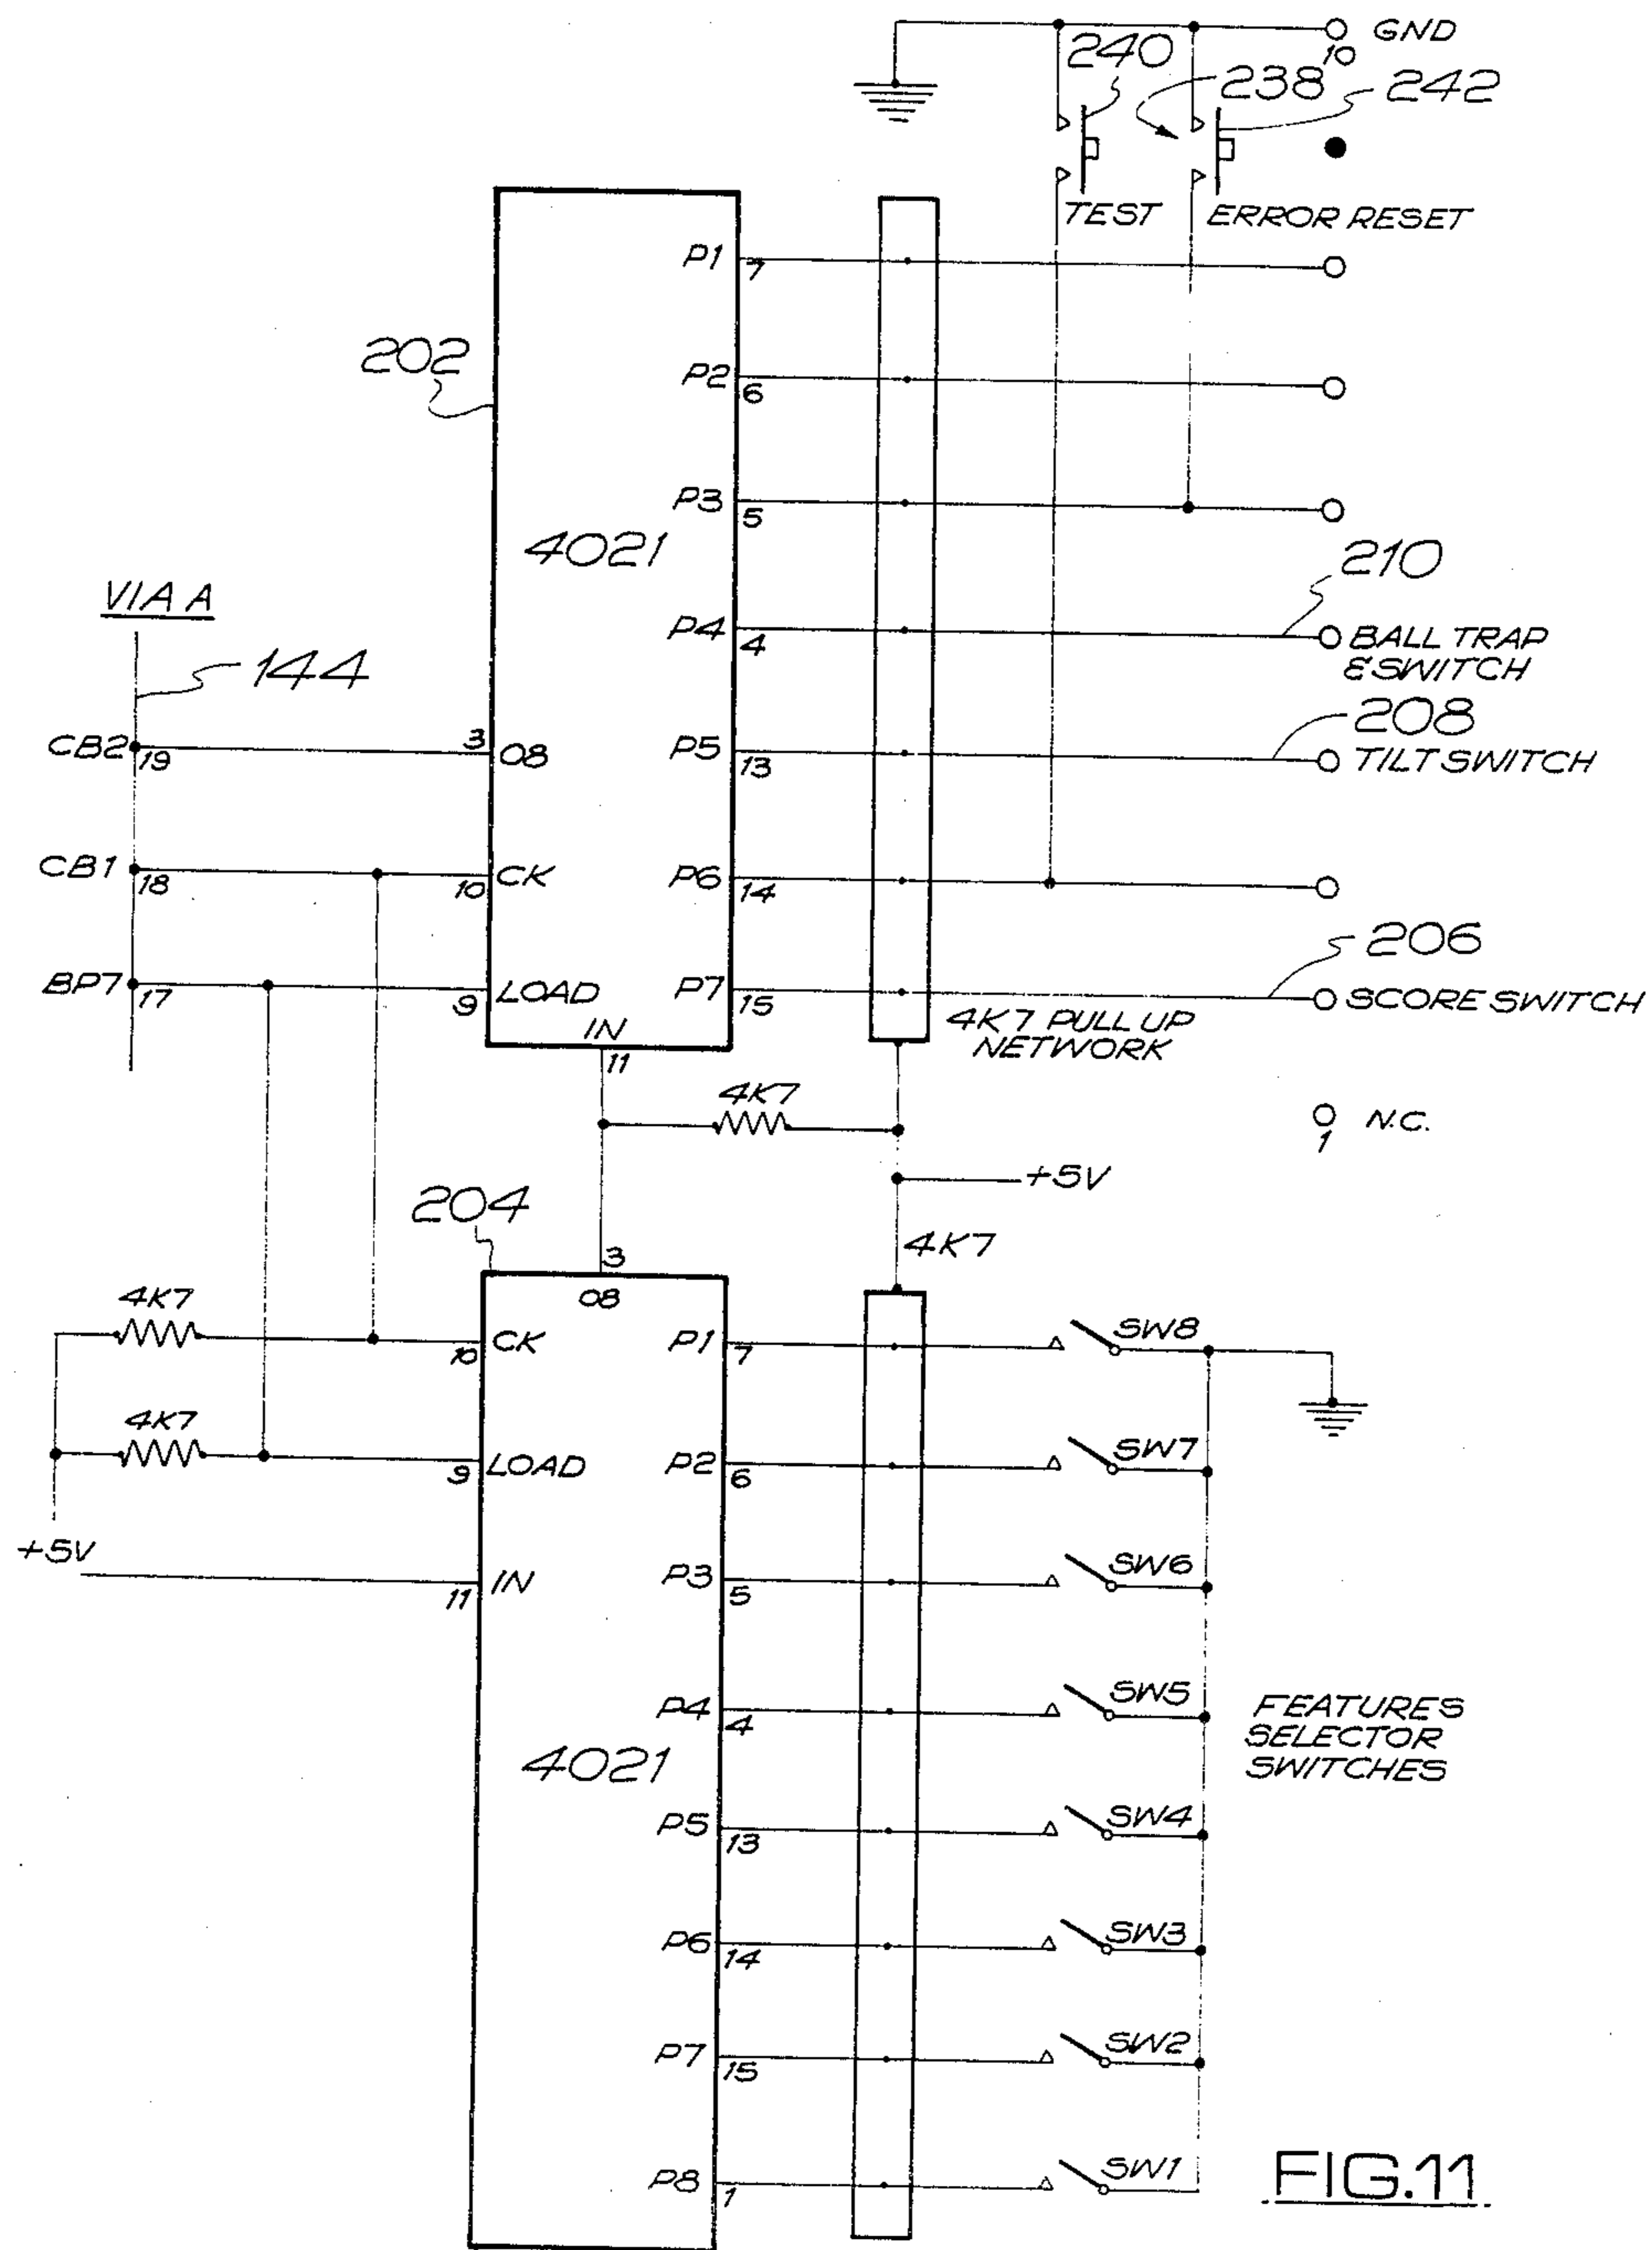 GND
10
240
238
242
TEST
ERROR RESET
P1
7
202
P2
6
P3
5
4021
210
VIA A
P4
4
BALL TRAP
& SWITCH
144
208
CB2
19
3
08
P5
13
TILT SWITCH
CB1
18
10
CK
P6
14
206
BP7
17
9
LOAD
P7
15
SCORE SWITCH
IN
11
4K7 PULL UP
NETWORK
4K7
1
N.C.
+5V
204
3
4K7
08
4K7
10
CK
P1
7
SW8
4K7
9
LOAD
P2
6
SW7
+5V
11
IN
P3
5
SW6
P4
4
SW5
FEATURES
SELECTOR
SWITCHES
4021
P5
13
SW4
P6
14
SW3
P7
15
SW2
P8
1
SW1
FIG.11